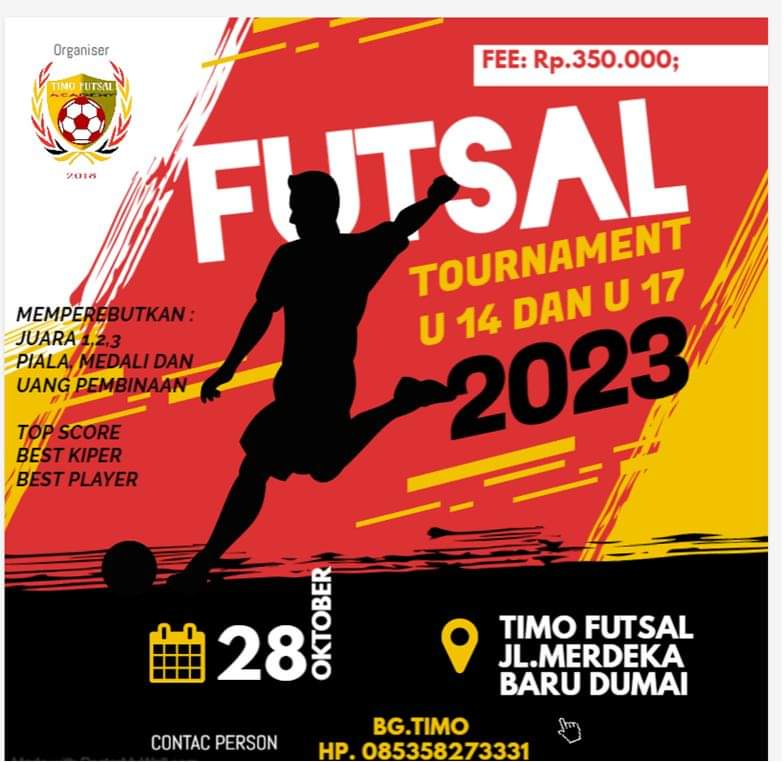 Organiser
TIMO FUTSAL
ACADEMY
2018
FEE: Rp.350.000;
FUTSAL
TOURNAMENT
U 14 DAN U 17
2023
MEMPEREBUTKAN :
JUARA 1,2,3
PIALA, MEDALI DAN
UANG PEMBINAAN
TOP SCORE
BEST KIPER
BEST PLAYER
28
OKTOBER
TIMO FUTSAL
JL.MERDEKA
BARU DUMAI
CONTAC PERSON
BG.TIMO
HP. 085358273331